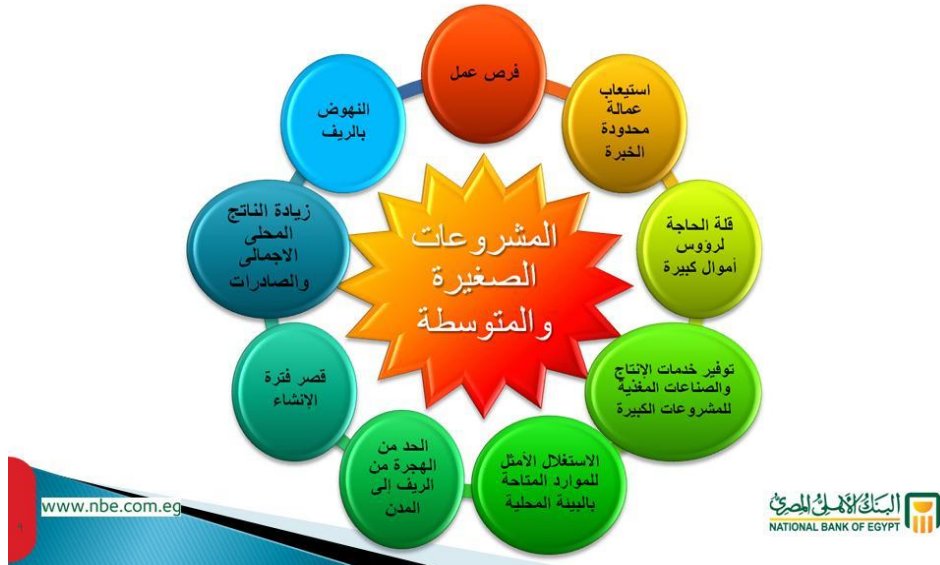 فرص عمل
استيعاب
عمالة
محدودة
الخبرة
قلة الحاجة
لرؤوس
أموال كبيرة
توفير خدمات الإنتاج
والصناعات المغذية
للمشروعات الكبيرة
الاستغلال الأمثل
للموارد المتاحة
بالبيئة المحلية
الحد من
الهجرة من
الريف إلى
المدن
قصر فترة
الإنشاء
زيادة الناتج
المحلى
الاجمالى
والصادرات
النهوض
بالريف
المشروعات
الصغيرة
والمتوسطة
www.nbe.com.eg
٩
البنك الأهلي المصري
NATIONAL BANK OF EGYPT